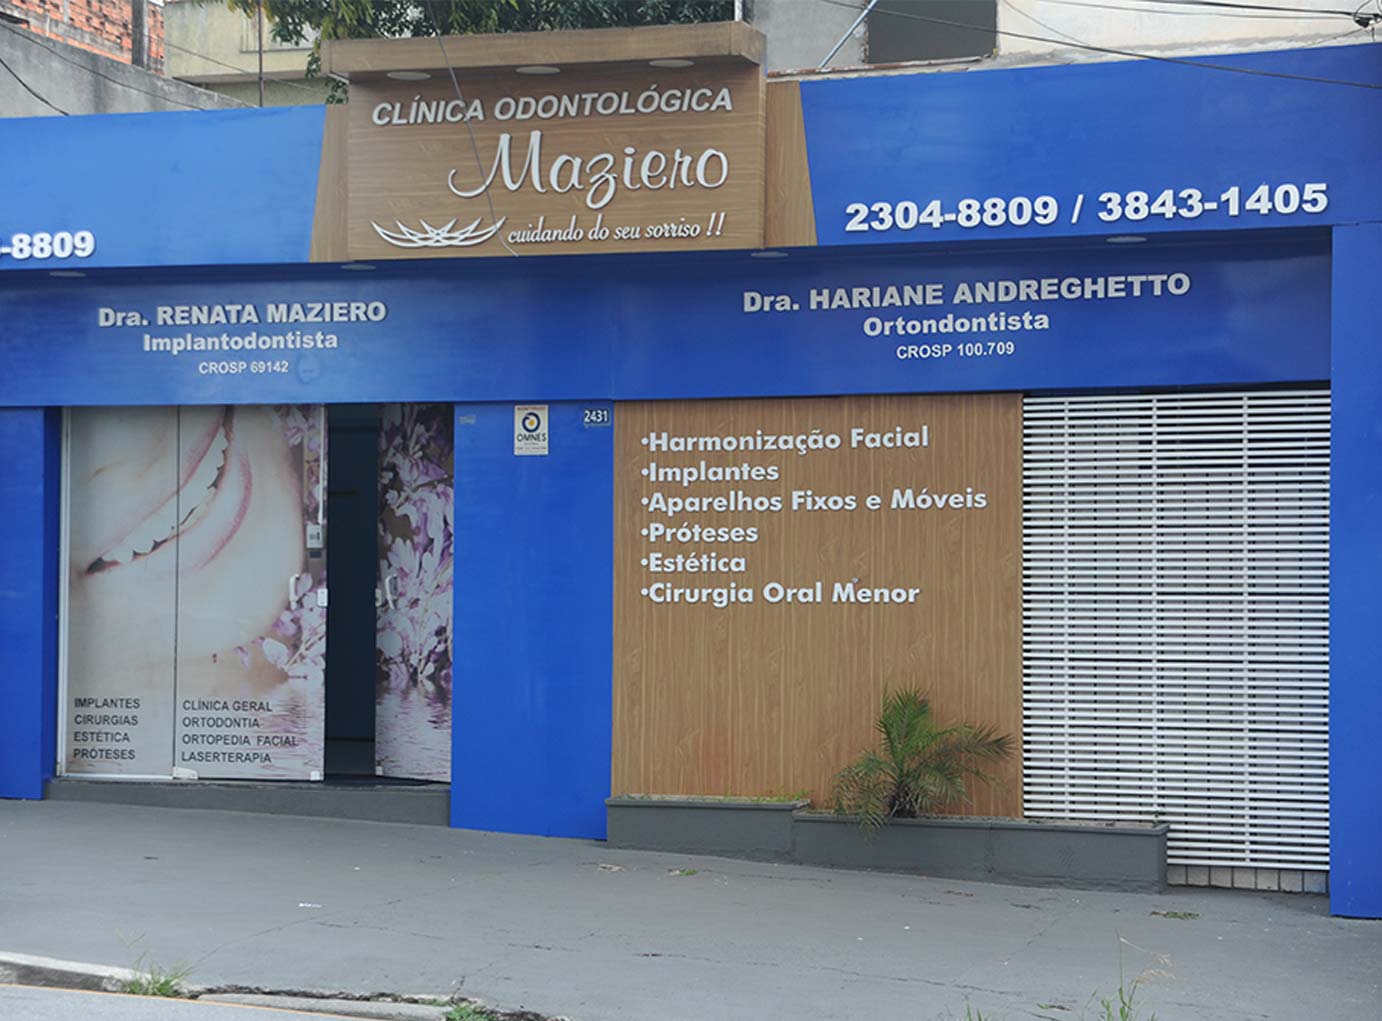 CLÍNICA ODONTOLÓGICA
Maziero
cuidando do seu sorriso !!
-8809
2304-8809 / 3843-1405
Dra. RENATA MAZIERO
Implantodontista
CROSP 69142
Dra. HARIANE ANDREGHETTO
Ortondontista
CROSP 100.709
OMNES
2431
•Harmonização Facial
•Implantes
•Aparelhos Fixos e Móveis
•Próteses
•Estética
•Cirurgia Oral Menor
IMPLANTES
CIRURGIAS
ESTÉTICA
PRÓTESES
CLÍNICA GERAL
ORTODONTIA
ORTOPEDIA FACIAL
LASERTERAPIA